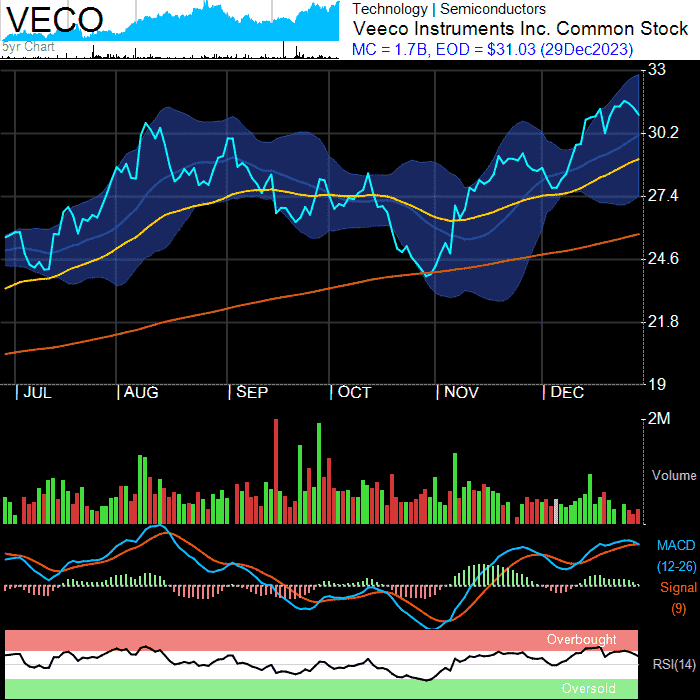 VECO
5yr Chart
Technology | Semiconductors
Veeco Instruments Inc. Common Stock
MC = 1.7B, EOD = $31.03 (29Dec2023)
33
30.2
27.4
24.6
21.8
19
JUL AUG SEP OCT NOV DEC
2M
Volume
MACD
(12-26)
Signal
(9)
Overbought
RSI(14)
Oversold